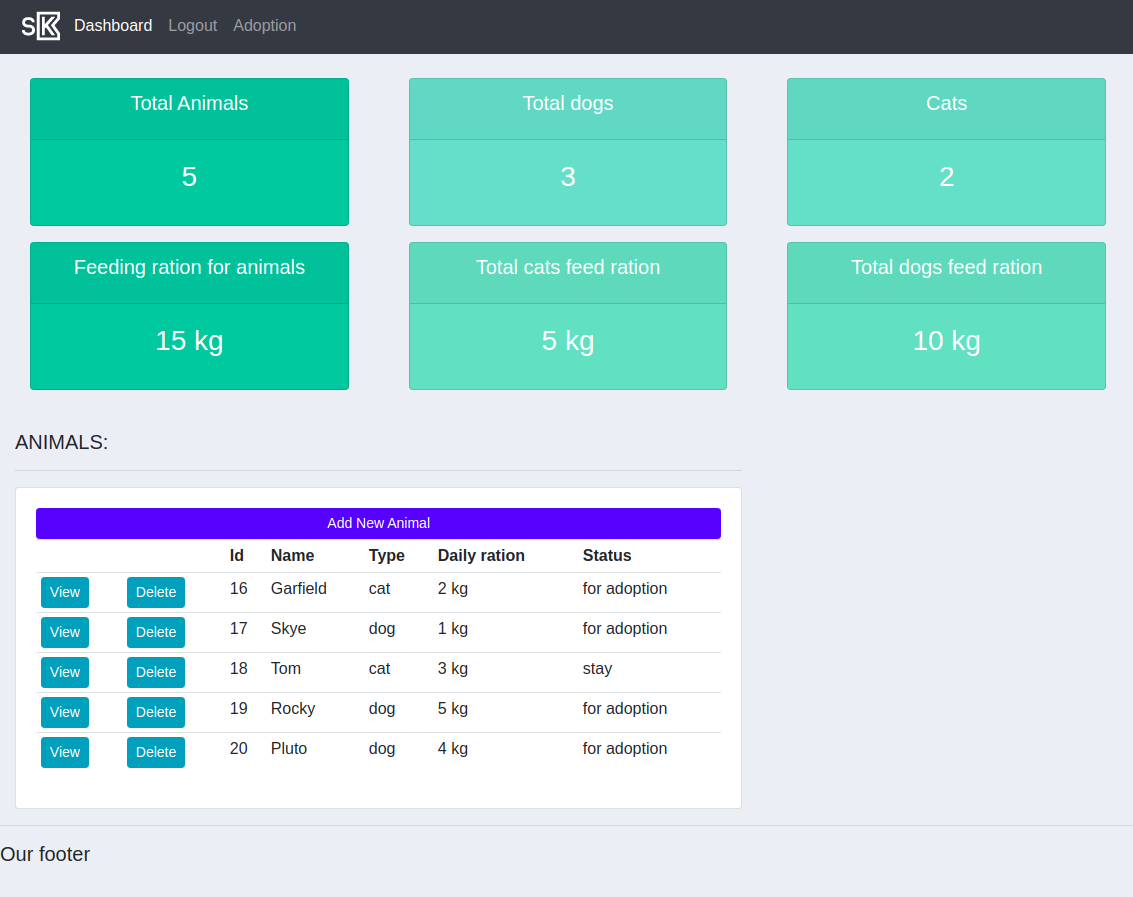 SK Dashboard Logout Adoption
Total Animals Total dogs Cats
5 3 2
Feeding ration for animals Total cats feed ration Total dogs feed ration
15 kg 5 kg 10 kg
ANIMALS:
Add New Animal
Id Name Type Daily ration Status
View Delete 16 Garfield cat 2 kg for adoption
View Delete 17 Skye dog 1 kg for adoption
View Delete 18 Tom cat 3 kg stay
View Delete 19 Rocky dog 5 kg for adoption
View Delete 20 Pluto dog 4 kg for adoption
Our footer